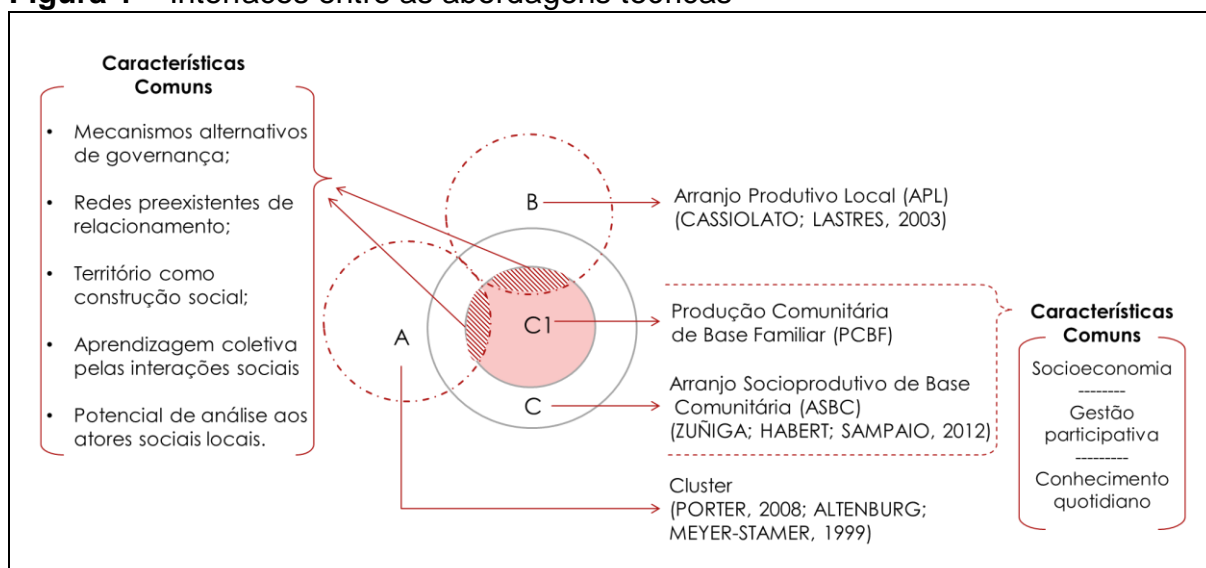 Figura 1 – Interfaces entre as abordagens teóricas
Características
Comuns
• Mecanismos alternativos
de governança;
• Redes preexistentes de
relacionamento;
• Território como
construção social;
• Aprendizagem coletiva
pelas interações sociais
• Potencial de análise aos
atores sociais locais.
B
A
C1
C
Arranjo Produtivo Local (APL)
(CASSIOLATO; LASTRES, 2003)
Produção Comunitária
de Base Familiar (PCBF)
Arranjo Socioprodutivo de Base
Comunitária (ASBC)
(ZUÑIGA; HABERT; SAMPAIO, 2012)
Cluster
(PORTER, 2008; ALTENBURG;
MEYER-STAMER, 1999)
Características
Comuns
Socioeconomia
--------
Gestão
participativa
---------
Conhecimento
quotidiano